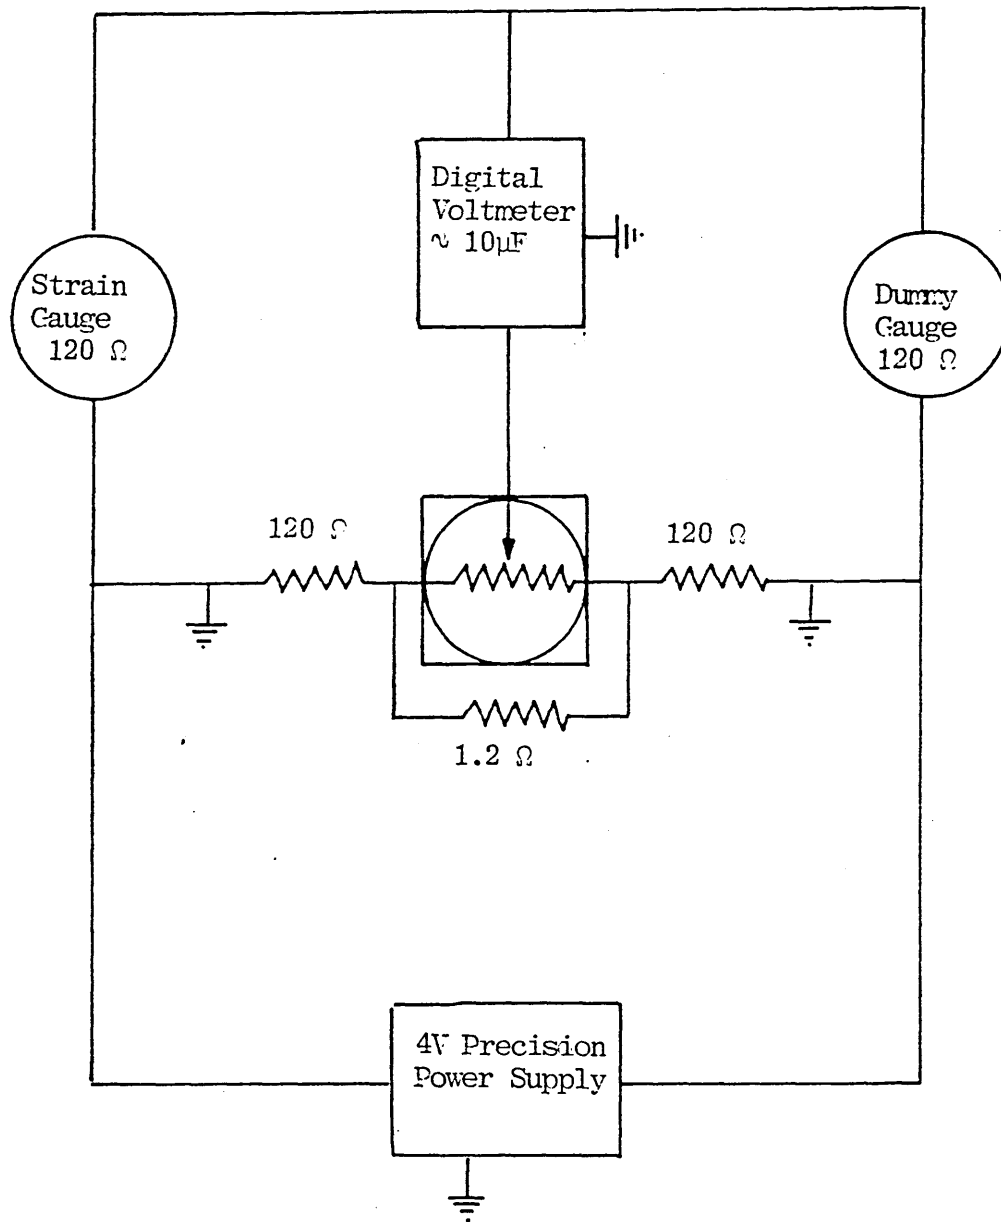 Digital
Voltmeter
~ 10μF
Strain
Gauge
120 Ω
Dummy
Gauge
120 Ω
120 Ω
120 Ω
1.2 Ω
4V Precision
Power Supply